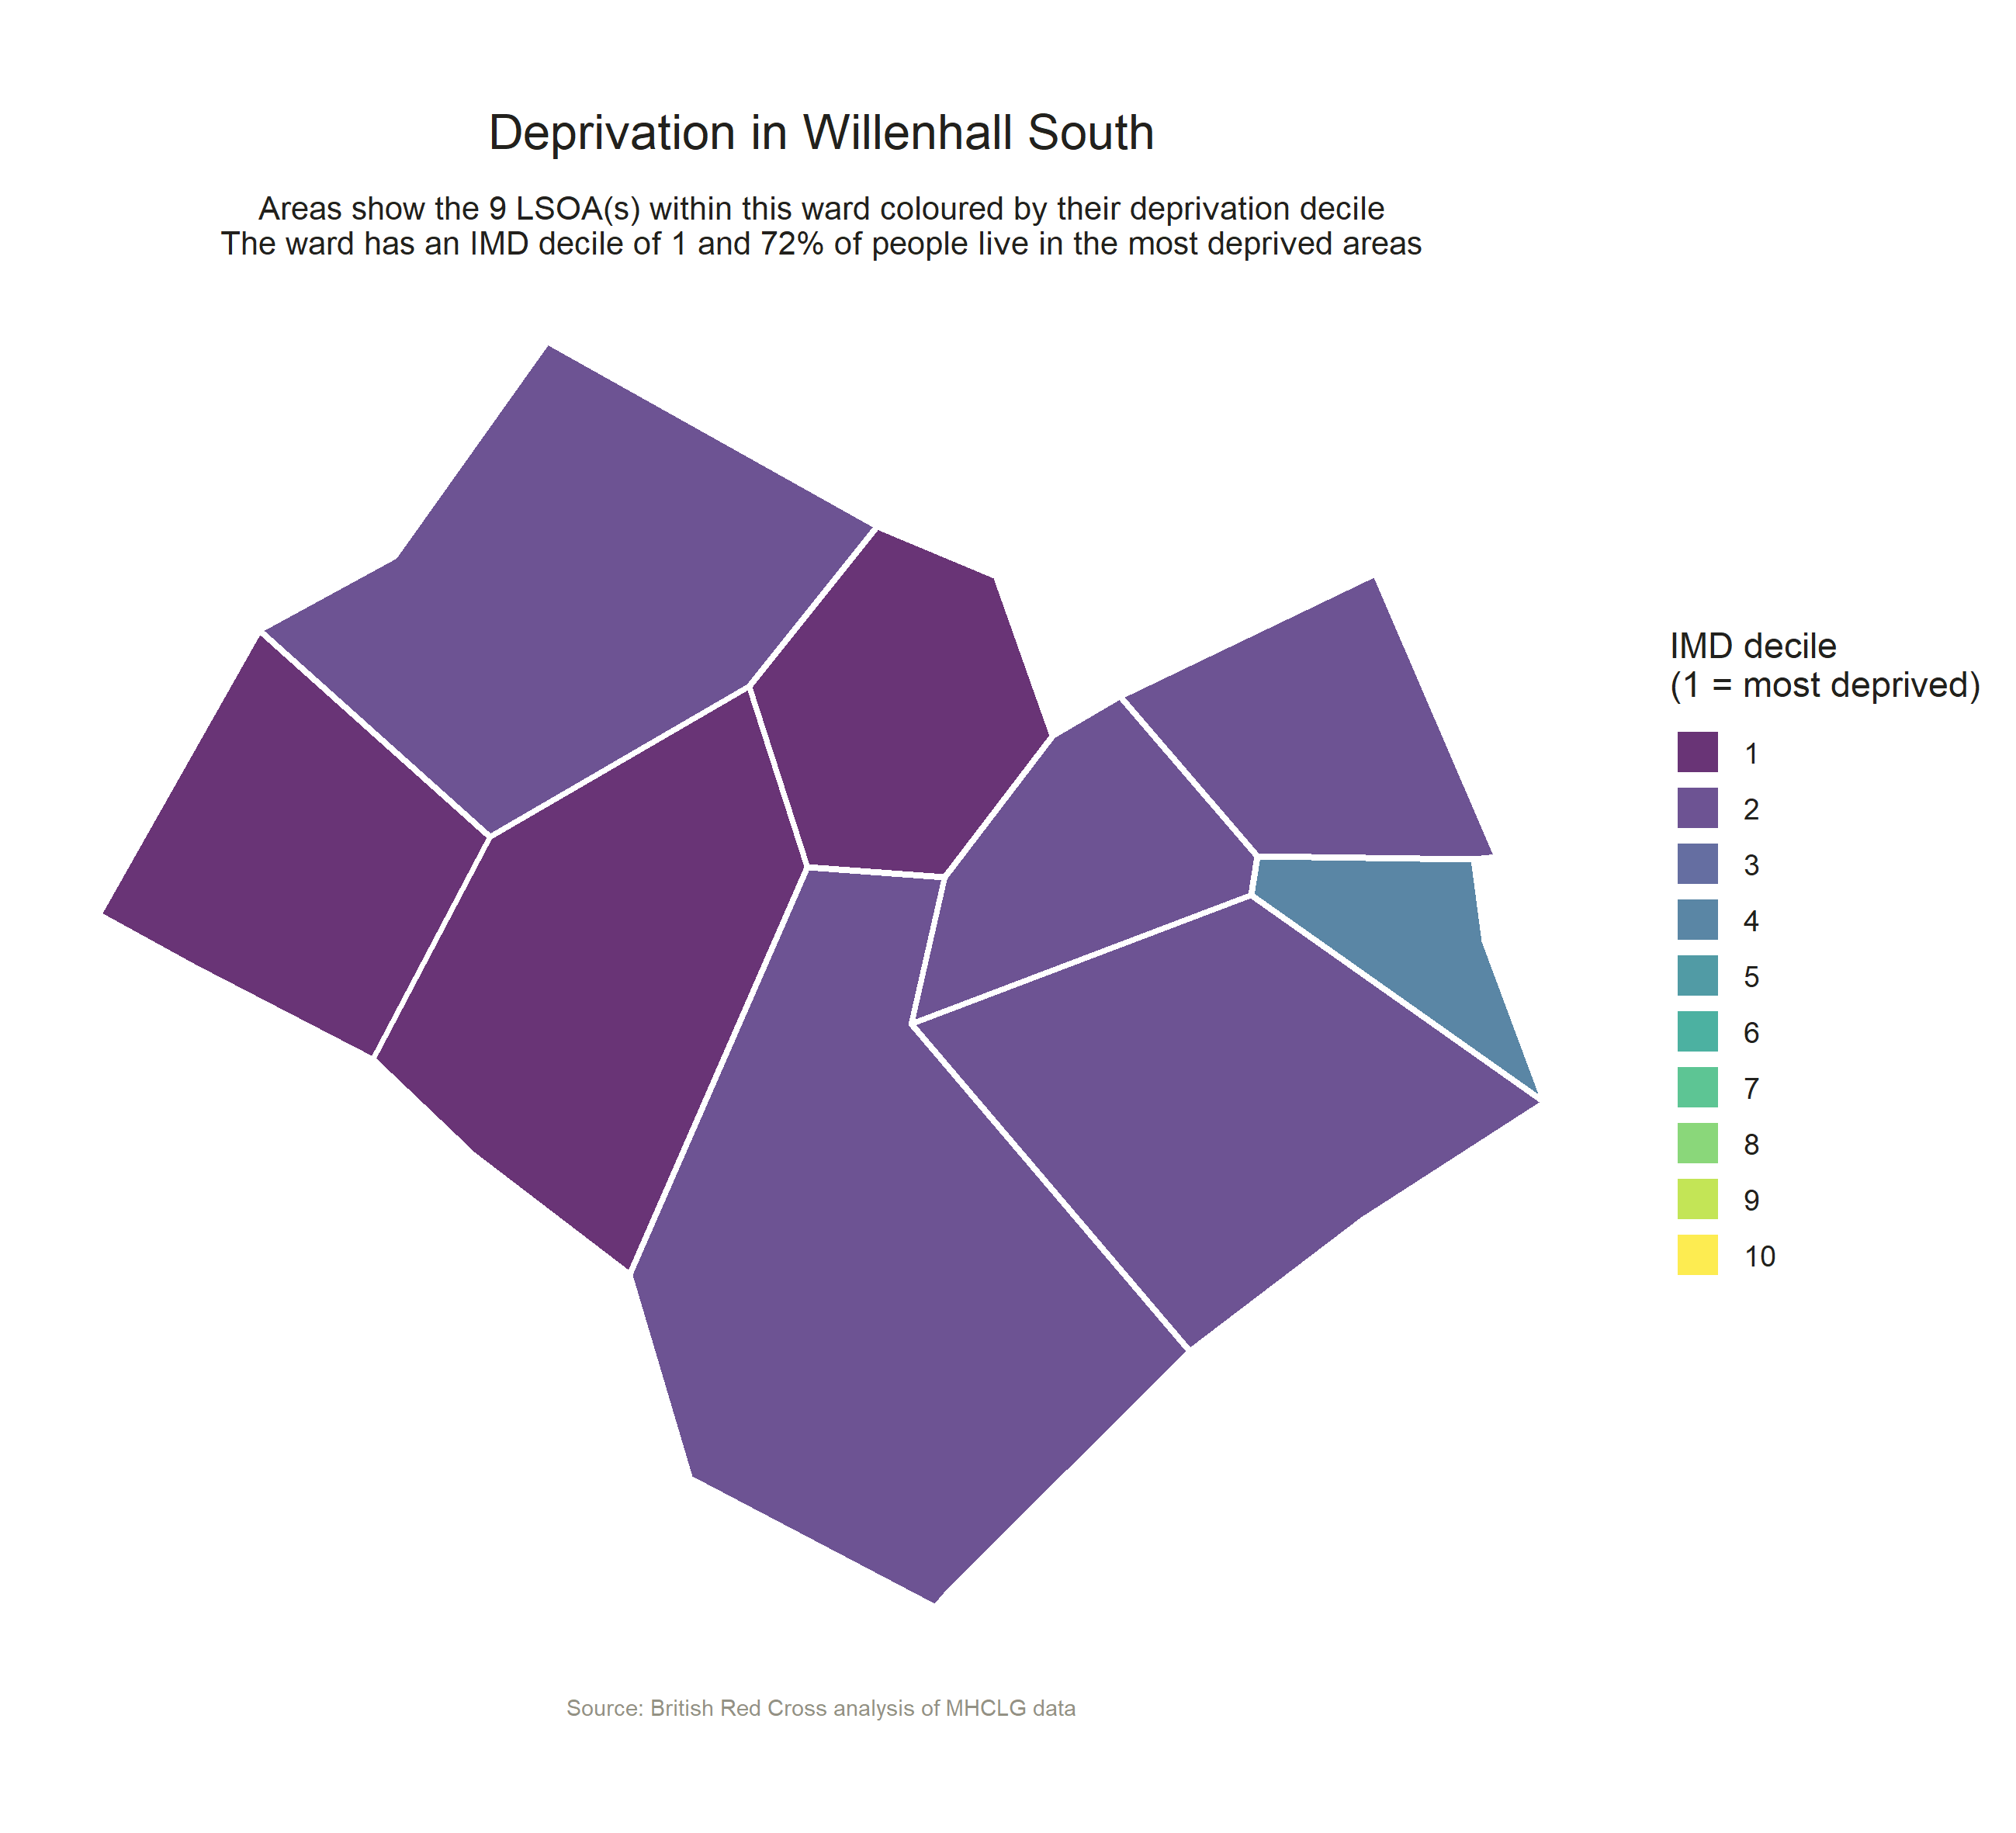 Deprivation in Willenhall South
Areas show the 9 LSOA(s) within this ward coloured by their deprivation decile
The ward has an IMD decile of 1 and 72% of people live in the most deprived areas
IMD decile
(1 = most deprived)
1
2
3
4
5
6
7
8
9
10
Source: British Red Cross analysis of MHCLG data